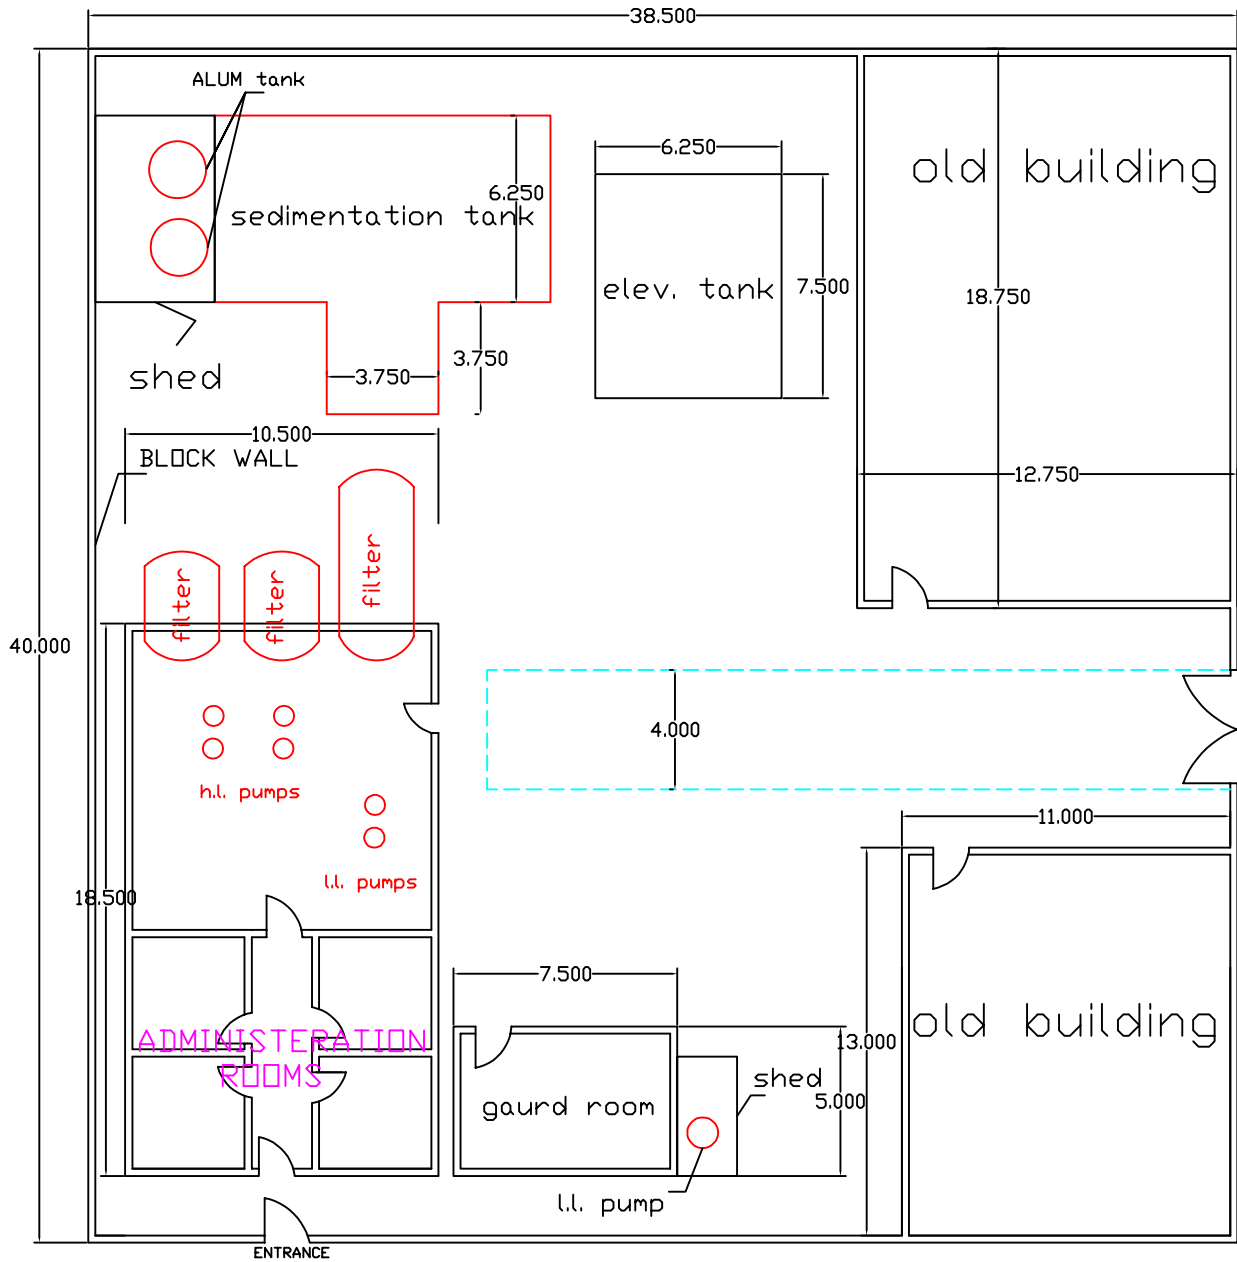 38.500
ALUM tank
6.250
old building
6.250
sedimentation tank
elev. tank
7.500
18.750
3.750
3.750
shed
10.500
BLOCK WALL
12.750
filter
filter
filter
40.000
4.000
h.l. pumps
11.000
l.l. pumps
18.500
7.500
old building
ADMINISTERATION
ROOMS
13.000
shed
5.000
gaurd room
l.l. pump
ENTRANCE